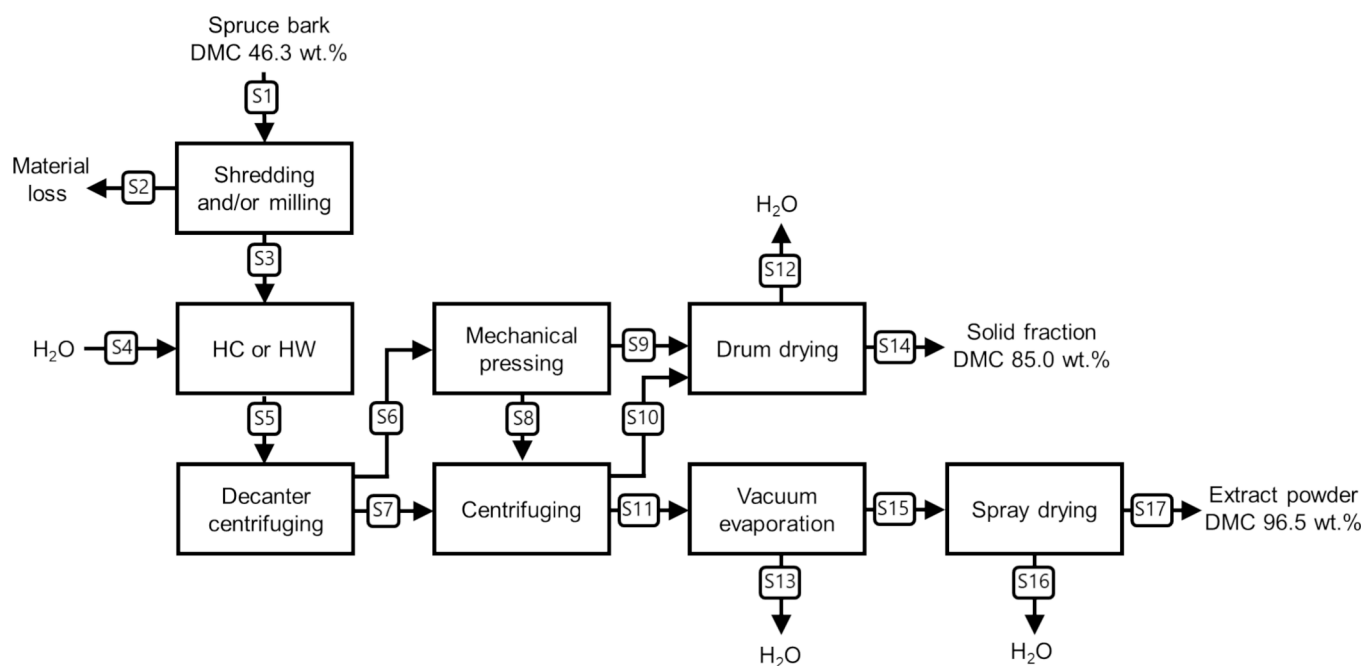 Spruce bark
DMC 46.3 wt.%
S1
Material
loss
S2
Shredding
and/or milling
S3
H₂O
S4
HC or HW
S5
S6
Mechanical
pressing
S8
S9
S10
H₂O
S12
Drum drying
S14
Solid fraction
DMC 85.0 wt.%
Decanter
centrifuging
S7
Centrifuging
S11
Vacuum
evaporation
S13
H₂O
S15
Spray drying
S16
H₂O
S17
Extract powder
DMC 96.5 wt.%